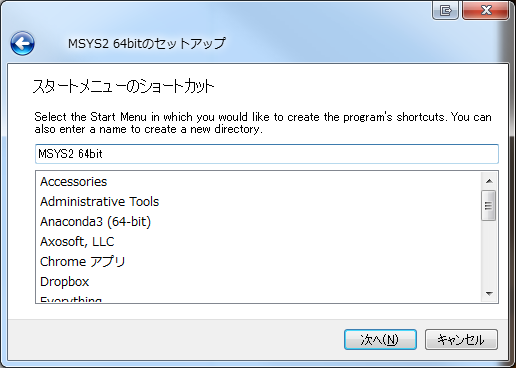 MSYS2 64bitのセットアップ
スタートメニューのショートカット
Select the Start Menu in which you would like to create the program's shortcuts. You can
also enter a name to create a new directory.
MSYS2 64bit
Accessories
Administrative Tools
Anaconda3 (64-bit)
Axosoft, LLC
Chrome アプリ
Dropbox
Everything
次へ(N)
キャンセル